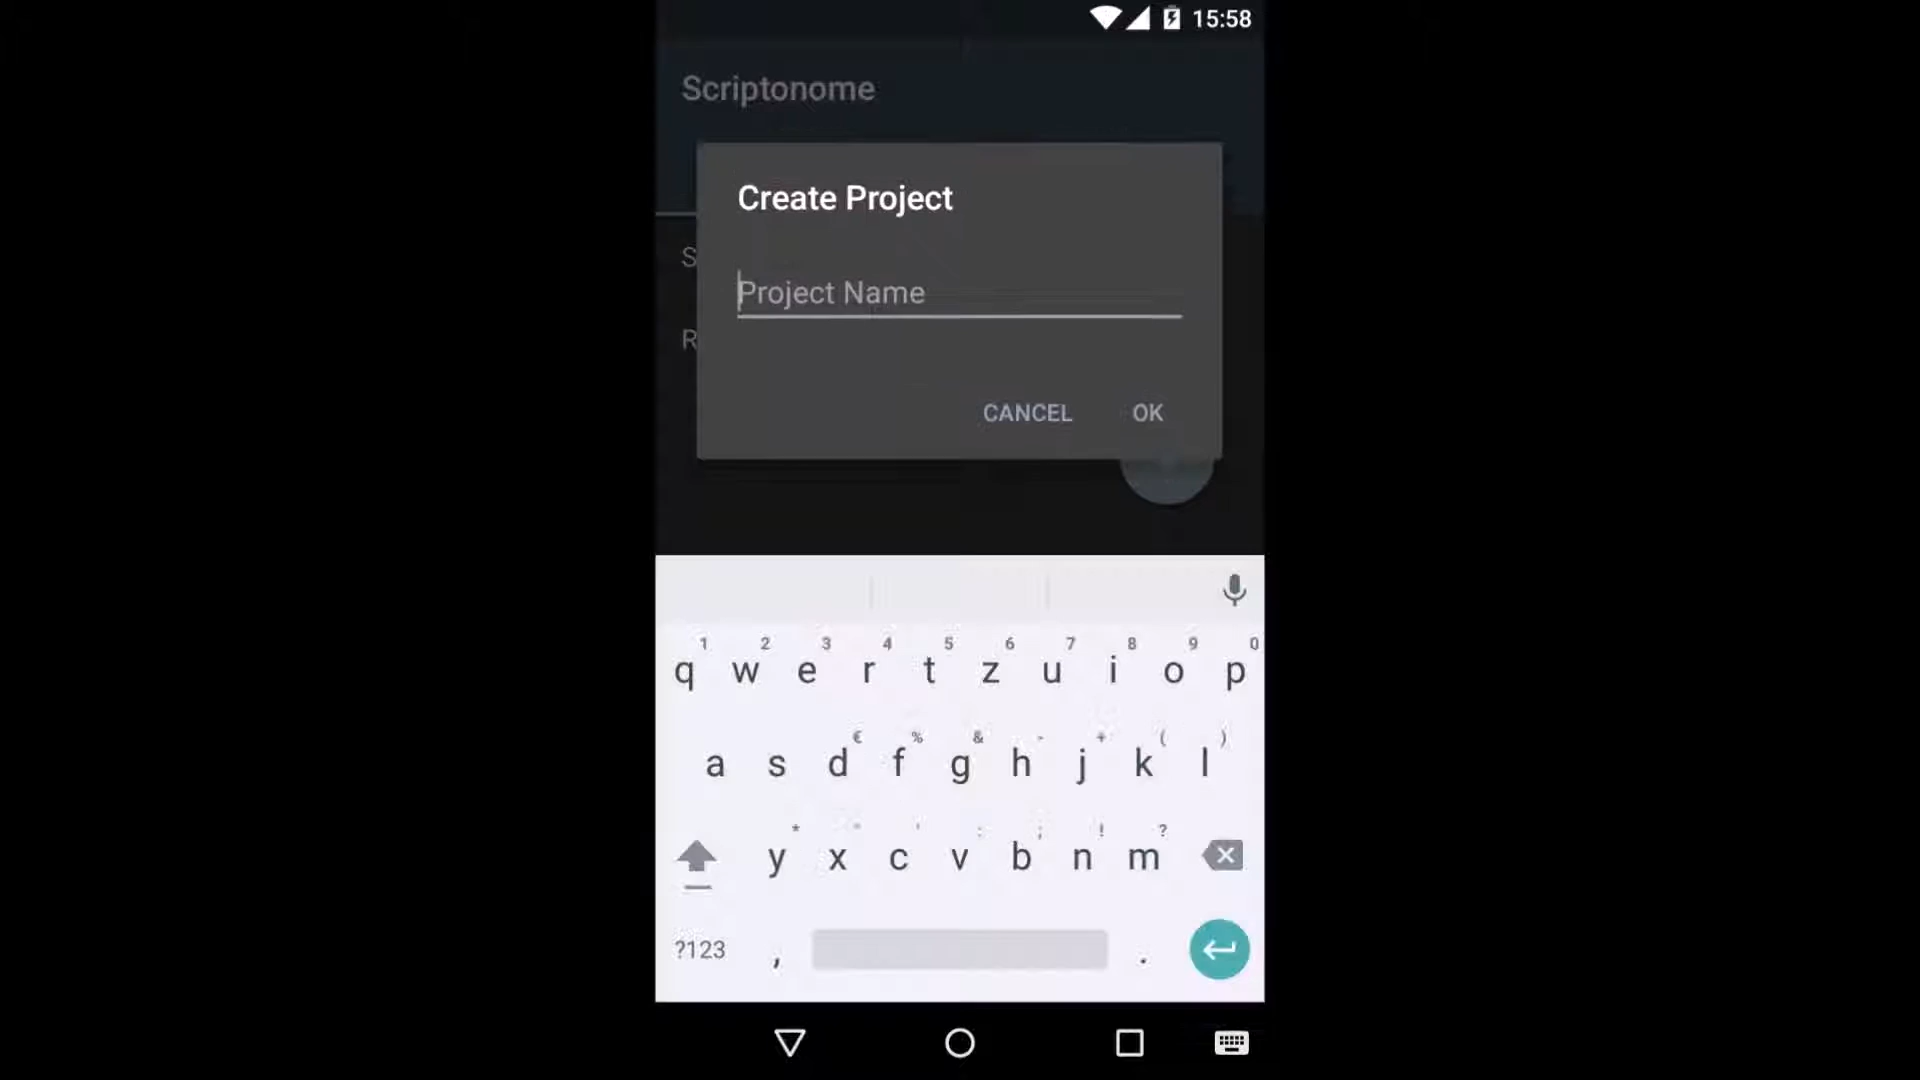 15:58
Scriptonome
Create Project
S
Project Name
R
CANCEL OK
1 2 3 4 5 6 7 8 9 0
q w e r t z u i o p
€ % & - + ( )
a s d f g h j k l
* " ' : ; ! ?
y x c v b n m
?123 , .